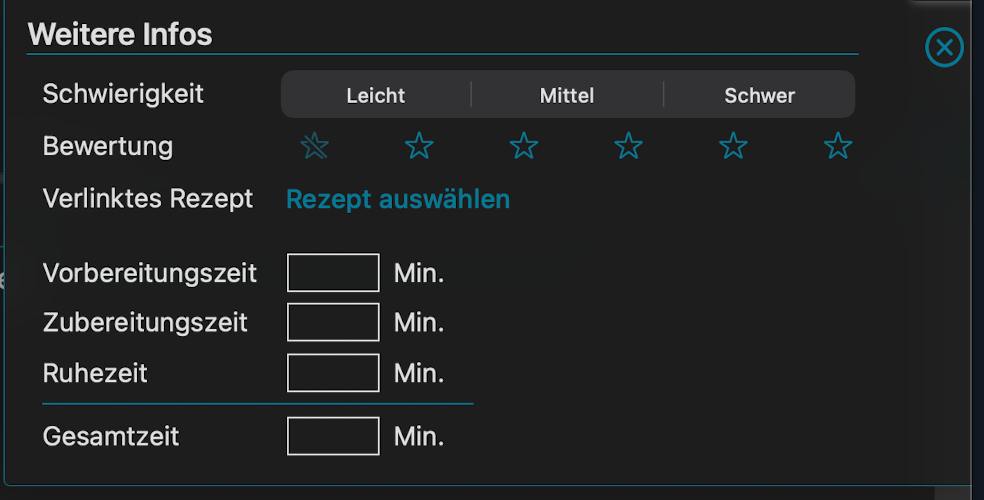 Weitere Infos
Schwierigkeit Leicht Mittel Schwer
Bewertung
Verlinktes Rezept Rezept auswählen
Vorbereitungszeit Min.
Zubereitungszeit Min.
Ruhezeit Min.
Gesamtzeit Min.